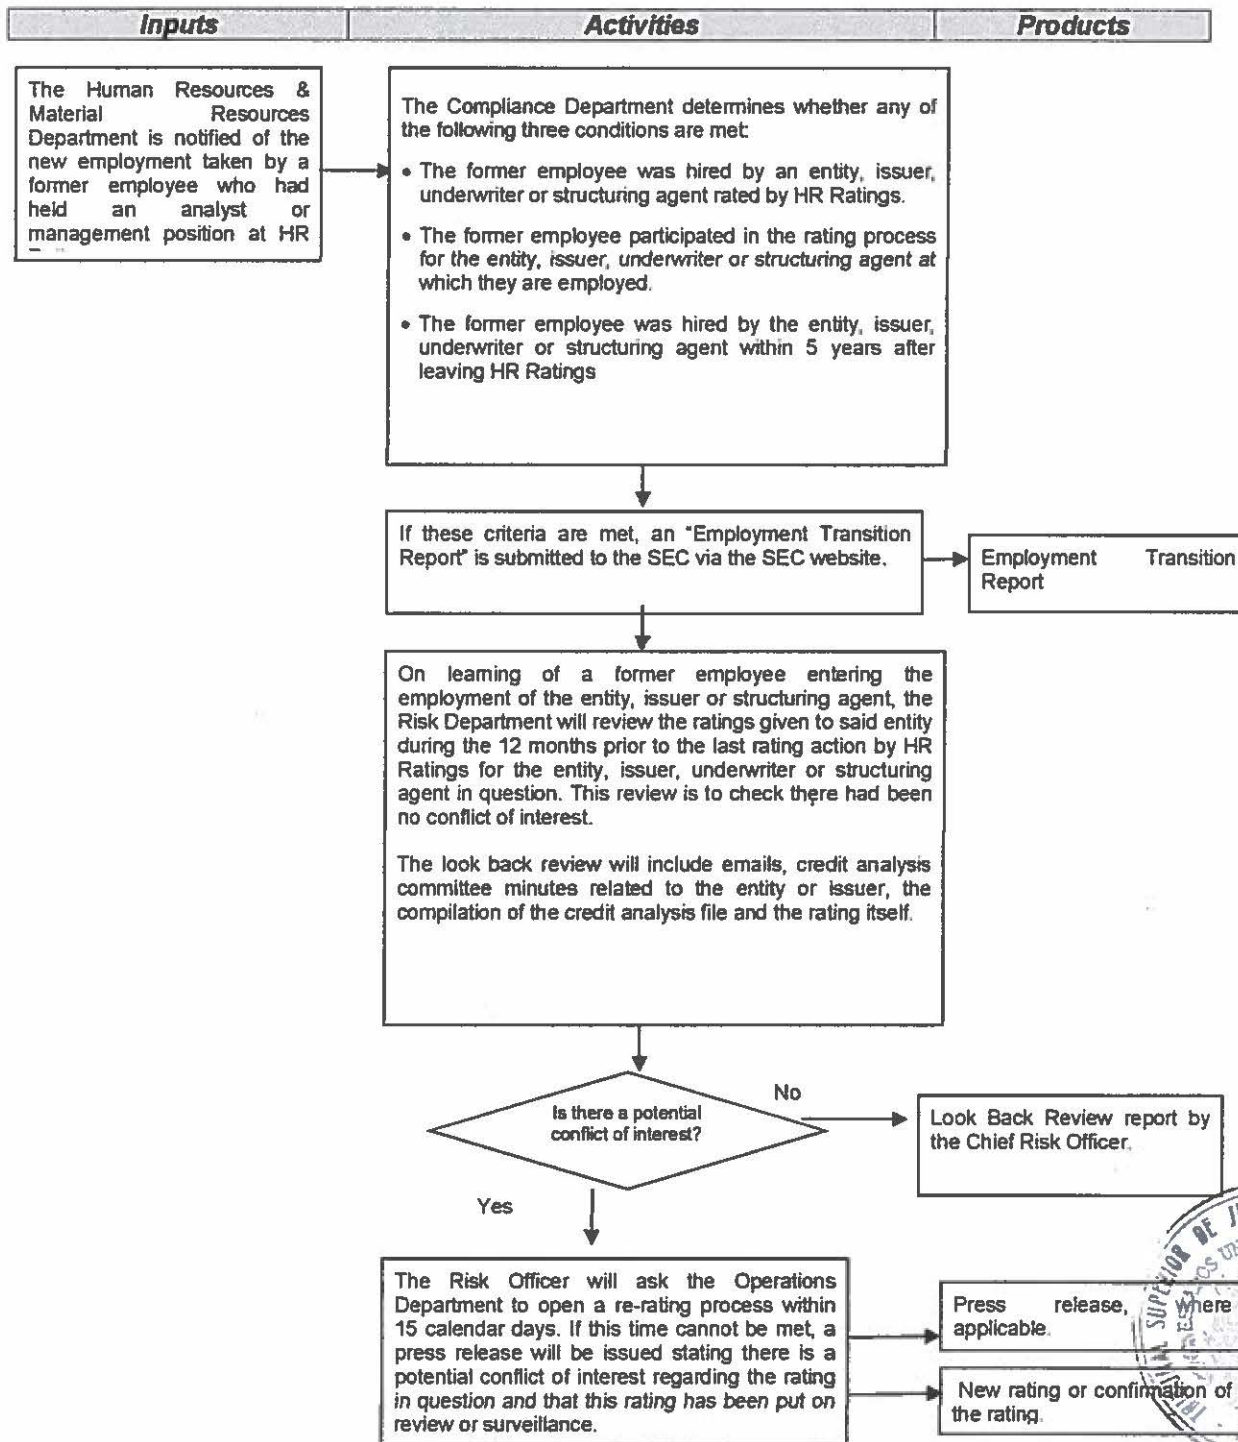 Inputs
Activities
Products
The Human Resources &
Material Resources
Department is notified of the
new employment taken by a
former employee who had
held an analyst or
management position at HR
The Compliance Department determines whether any of
the following three conditions are met:
• The former employee was hired by an entity, issuer,
underwriter or structuring agent rated by HR Ratings.
• The former employee participated in the rating process
for the entity, issuer, underwriter or structuring agent at
which they are employed.
• The former employee was hired by the entity, issuer,
underwriter or structuring agent within 5 years after
leaving HR Ratings
If these criteria are met, an "Employment Transition
Report" is submitted to the SEC via the SEC website.
Employment Transition
Report
On learning of a former employee entering the
employment of the entity, issuer or structuring agent, the
Risk Department will review the ratings given to said entity
during the 12 months prior to the last rating action by HR
Ratings for the entity, issuer, underwriter or structuring
agent in question. This review is to check there had been
no conflict of interest.
The look back review will include emails, credit analysis
committee minutes related to the entity or issuer, the
compilation of the credit analysis file and the rating itself.
Is there a potential
conflict of interest?
No
Look Back Review report by
the Chief Risk Officer.
Yes
The Risk Officer will ask the Operations
Department to open a re-rating process within
15 calendar days. If this time cannot be met, a
press release will be issued stating there is a
potential conflict of interest regarding the rating
in question and that this rating has been put on
review or surveillance.
Press release, where
applicable.
New rating or confirmation of
the rating.
SUPERIOR DE